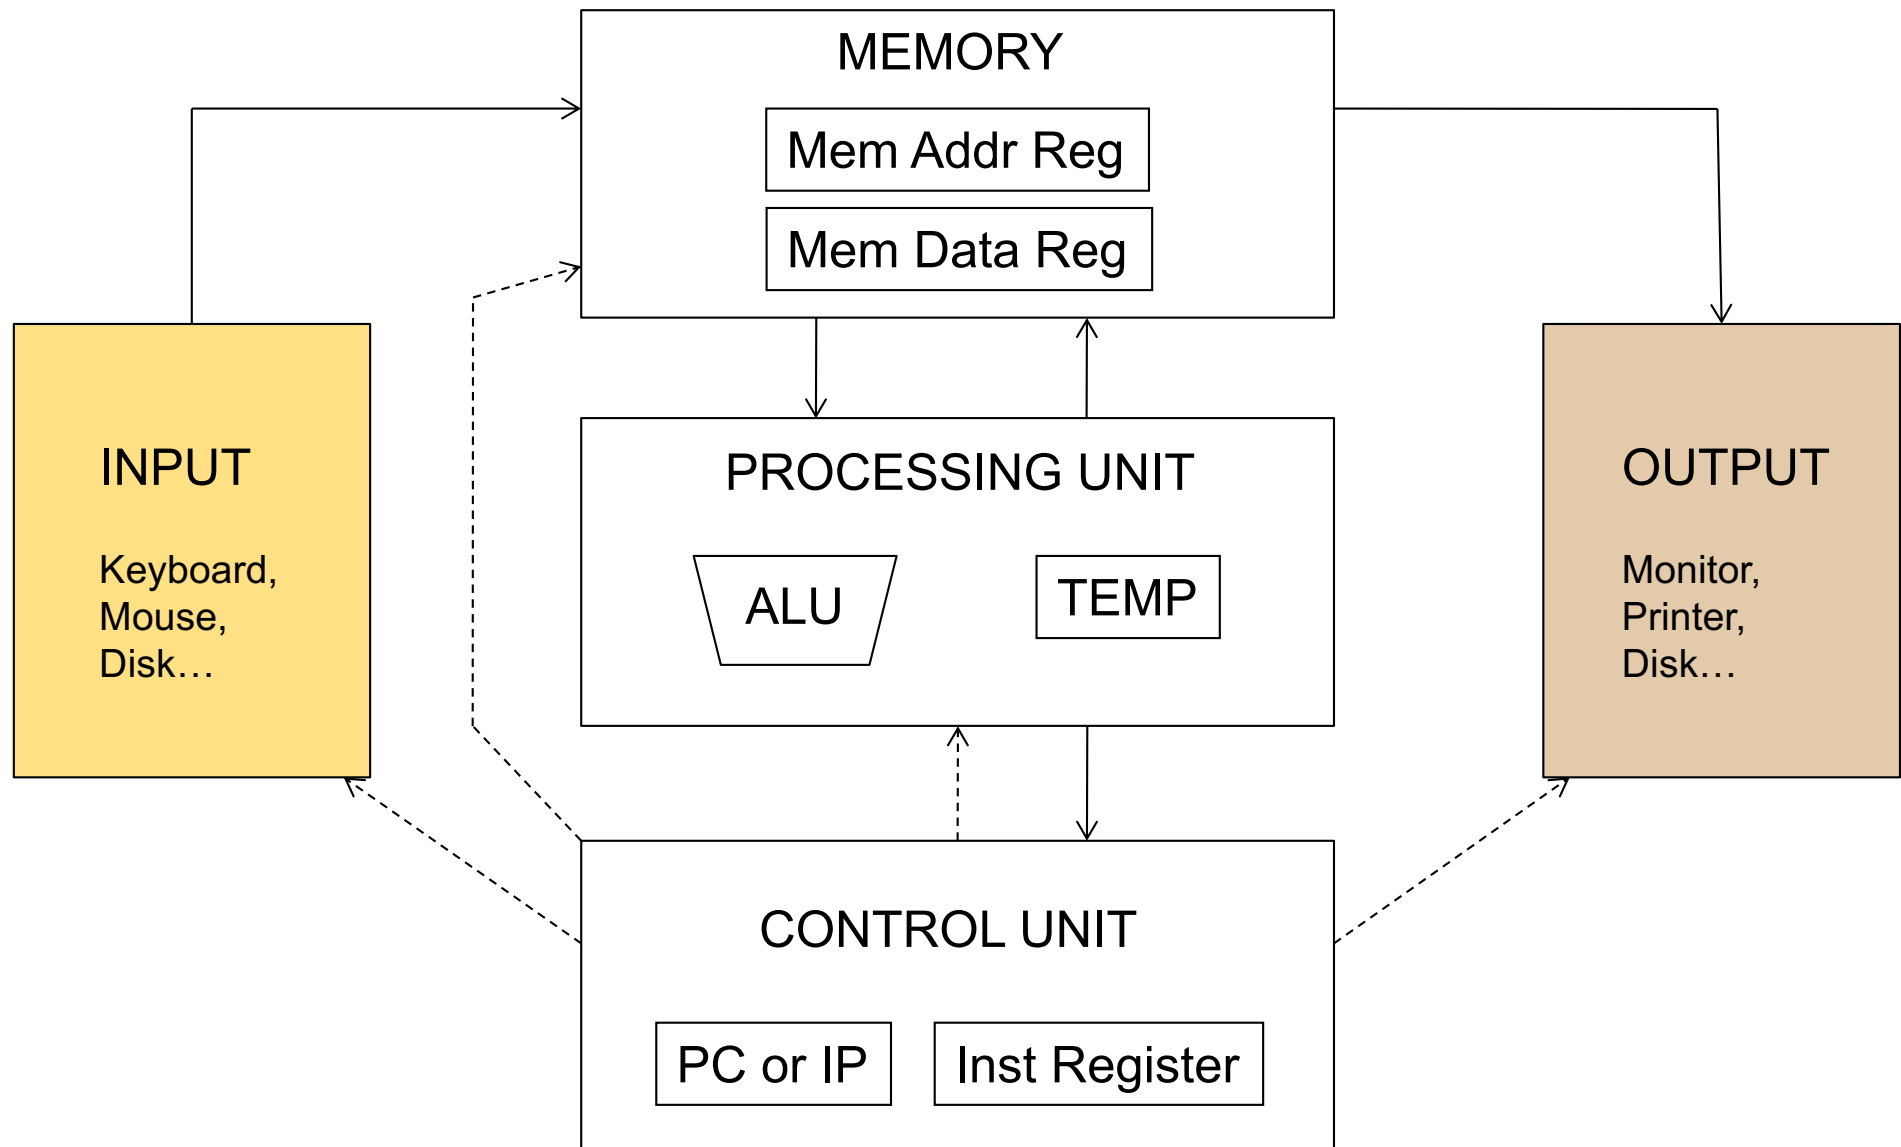 MEMORY
Mem Addr Reg
Mem Data Reg
INPUT
Keyboard,
Mouse,
Disk…
PROCESSING UNIT
ALU
TEMP
OUTPUT
Monitor,
Printer,
Disk…
CONTROL UNIT
PC or IP
Inst Register